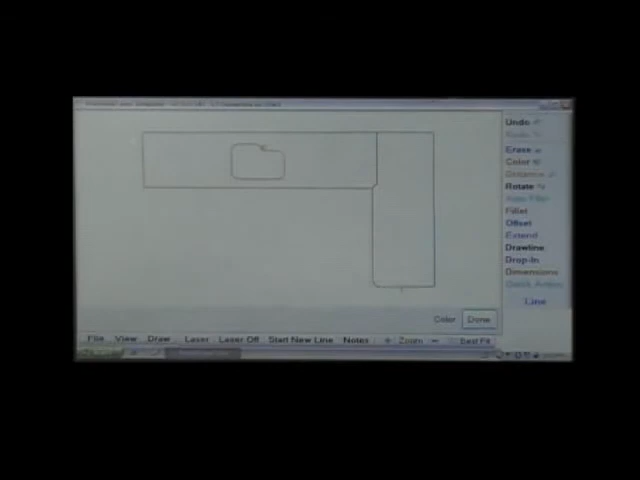 Undo
Erase
Color
Distance
Rotate
Fillet
Offset
Extend
Drawline
Drop-In
Dimensions
Line
Color Done
File View Draw Laser Laser Off Start New Line Notes + Zoom − Best Fit